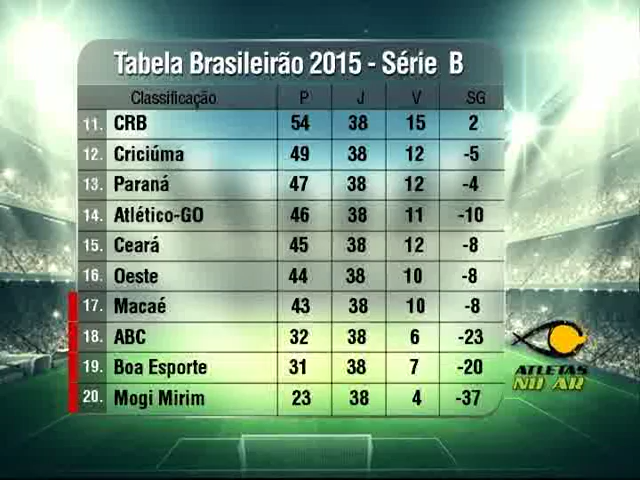 Tabela Brasileirão 2015 - Série B
Classificação P J V SG
11. CRB 54 38 15 2
12. Criciúma 49 38 12 -5
13. Paraná 47 38 12 -4
14. Atlético-GO 46 38 11 -10
15. Ceará 45 38 12 -8
16. Oeste 44 38 10 -8
17. Macaé 43 38 10 -8
18. ABC 32 38 6 -23
19. Boa Esporte 31 38 7 -20
20. Mogi Mirim 23 38 4 -37
ATLETAS
NO AR